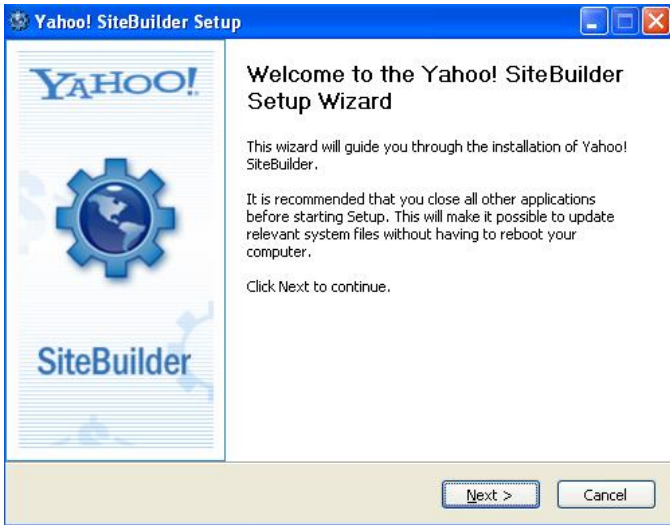 Yahoo! SiteBuilder Setup
YAHOO!
SiteBuilder
Welcome to the Yahoo! SiteBuilder
Setup Wizard
This wizard will guide you through the installation of Yahoo!
SiteBuilder.
It is recommended that you close all other applications
before starting Setup. This will make it possible to update
relevant system files without having to reboot your
computer.
Click Next to continue.
Next >
Cancel